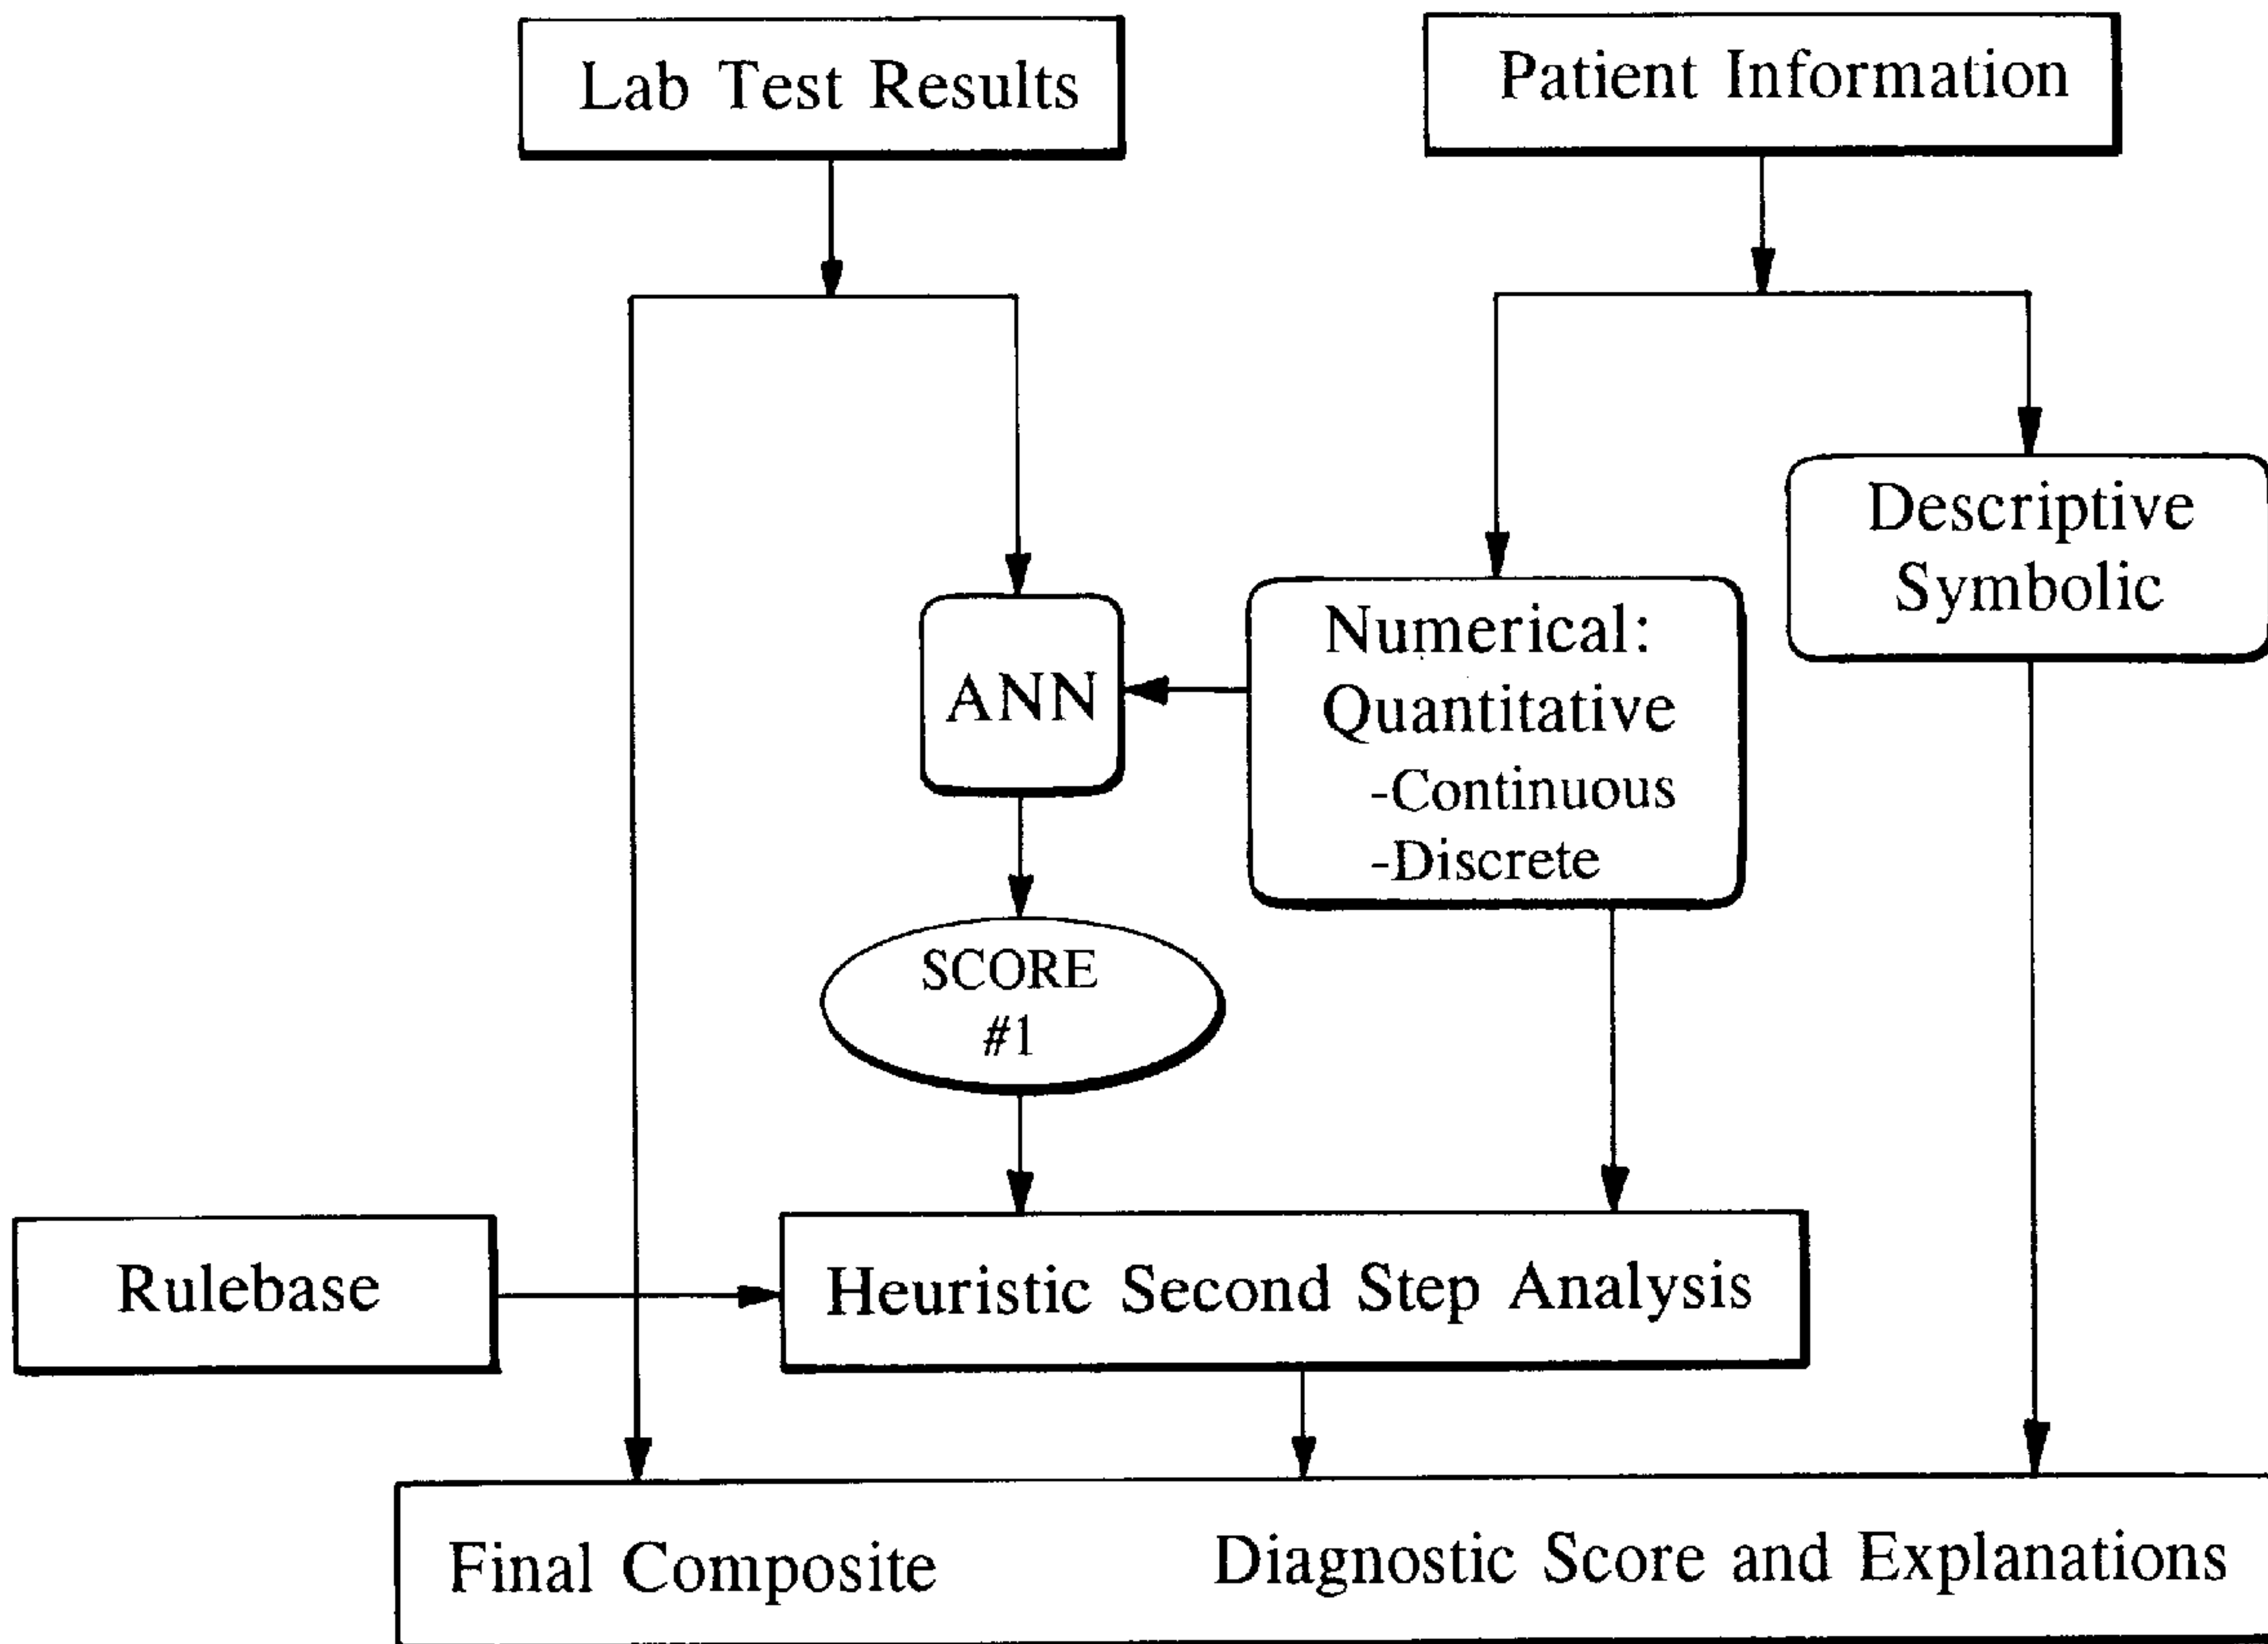 Lab Test Results
Patient Information
Descriptive
Symbolic
Numerical:
Quantitative
-Continuous
-Discrete
ANN
SCORE
#1
Rulebase
Heuristic Second Step Analysis
Final Composite Diagnostic Score and Explanations